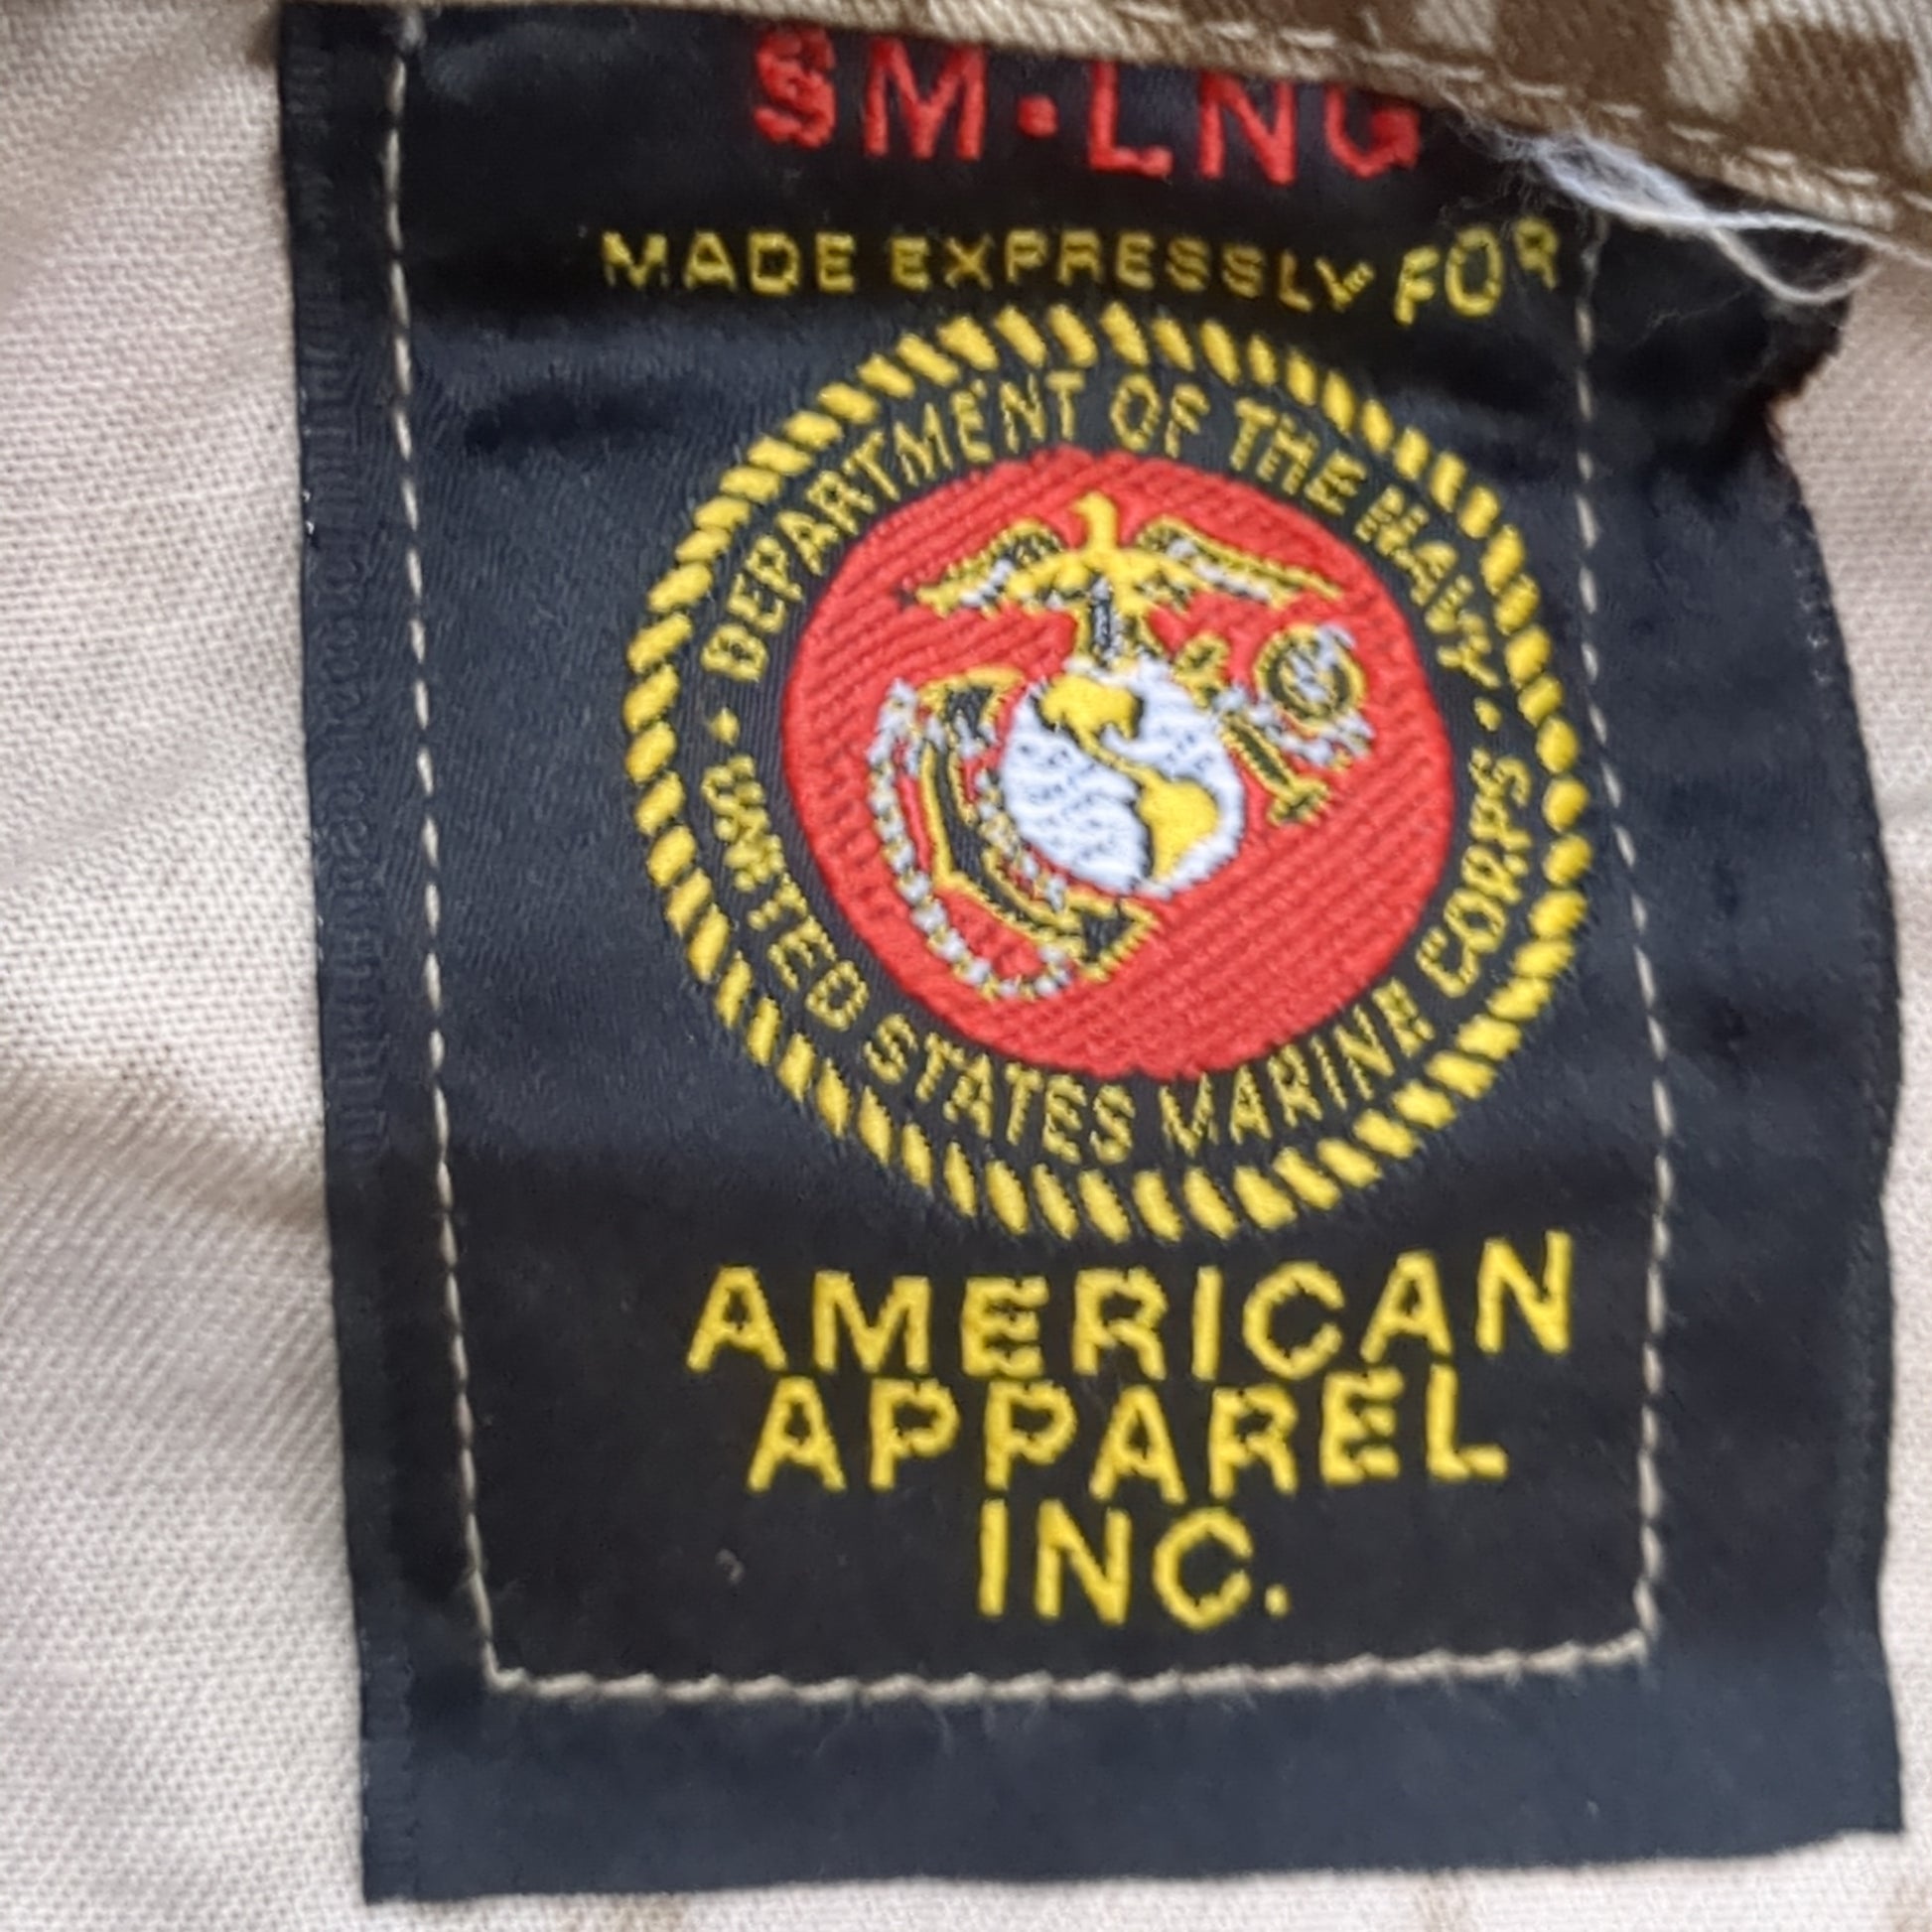 SM·LNG
MADE EXPRESSLY FOR
· DEPARTMENT OF THE NAVY ·
UNITED STATES MARINE CORPS
AMERICAN
APPAREL
INC.